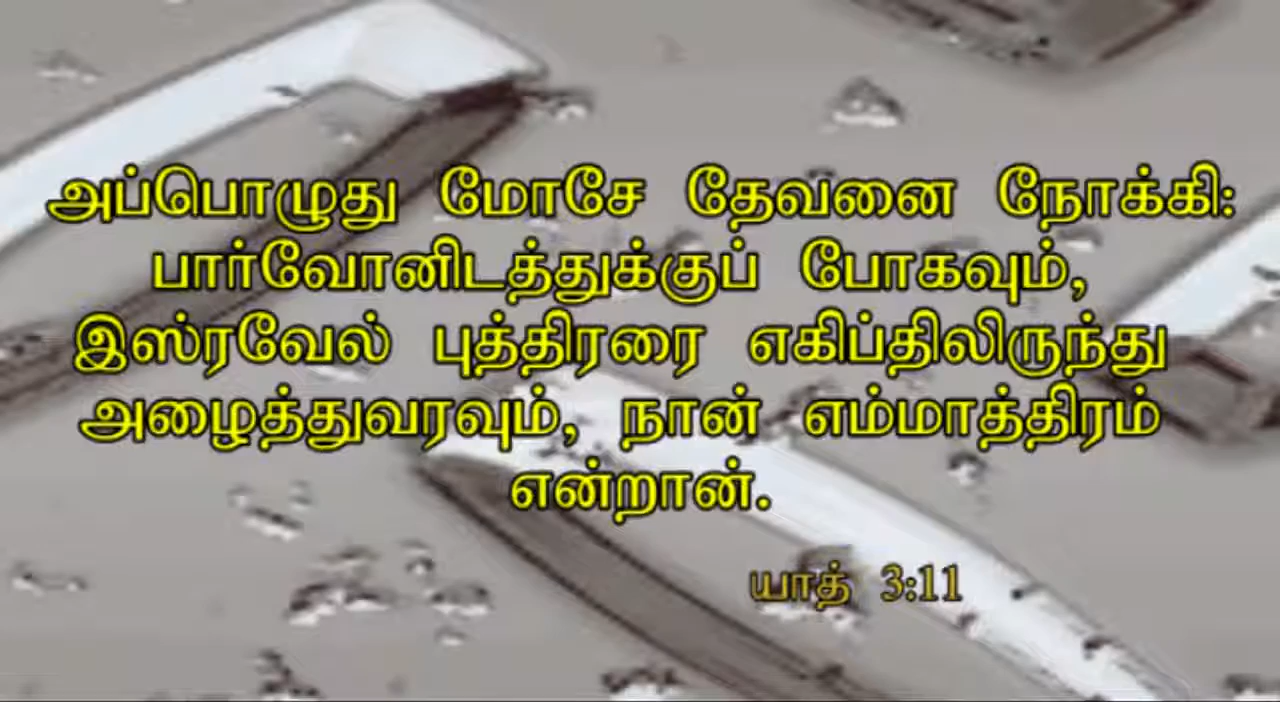 அப்பொழுது மோசே தேவனை நோக்கி:
பார்வோனிடத்துக்குப் போகவும்,
இஸ்ரவேல் புத்திரரை எகிப்திலிருந்து
அழைத்துவரவும், நான் எம்மாத்திரம்
என்றான்.
யாத் 3:11